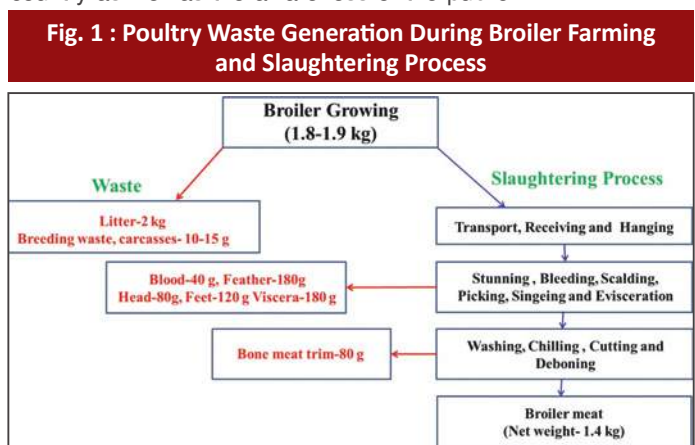 Fig. 1 : Poultry Waste Generation During Broiler Farming
and Slaughtering Process
Broiler Growing
(1.8-1.9 kg)
Waste
Slaughtering Process
Litter-2 kg
Breeding waste, carcasses- 10-15 g
Transport, Receiving and Hanging
Blood-40 g, Feather-180g
Head-80g, Feet-120 g Viscera-180 g
Stunning , Bleeding, Scalding,
Picking, Singeing and Evisceration
Bone meat trim-80 g
Washing, Chilling , Cutting and
Deboning
Broiler meat
(Net weight- 1.4 kg)